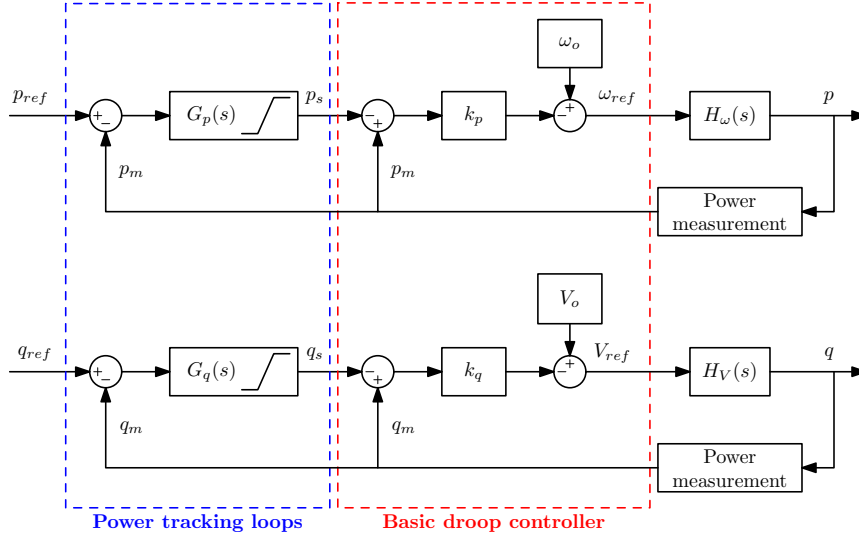 ω_o
p_ref
+
−
G_p(s)
p_s
−
+
k_p
−
+
ω_ref
H_ω(s)
p
p_m
p_m
Power
measurement
V_o
q_ref
+
−
G_q(s)
q_s
−
+
k_q
−
+
V_ref
H_V(s)
q
q_m
q_m
Power
measurement
Power tracking loops
Basic droop controller